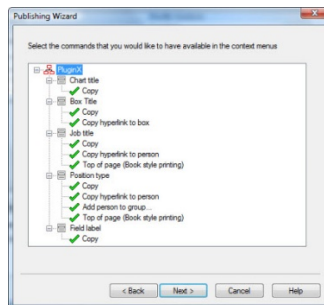 Publishing Wizard
Select the commands that you would like to have available in the context menus
PluginX
Chart title
Copy
Box Title
Copy
Copy hyperlink to box
Job title
Copy
Copy hyperlink to person
Top of page (Book style printing)
Position type
Copy
Copy hyperlink to person
Add person to group...
Top of page (Book style printing)
Field label
Copy
< Back Next > Cancel Help